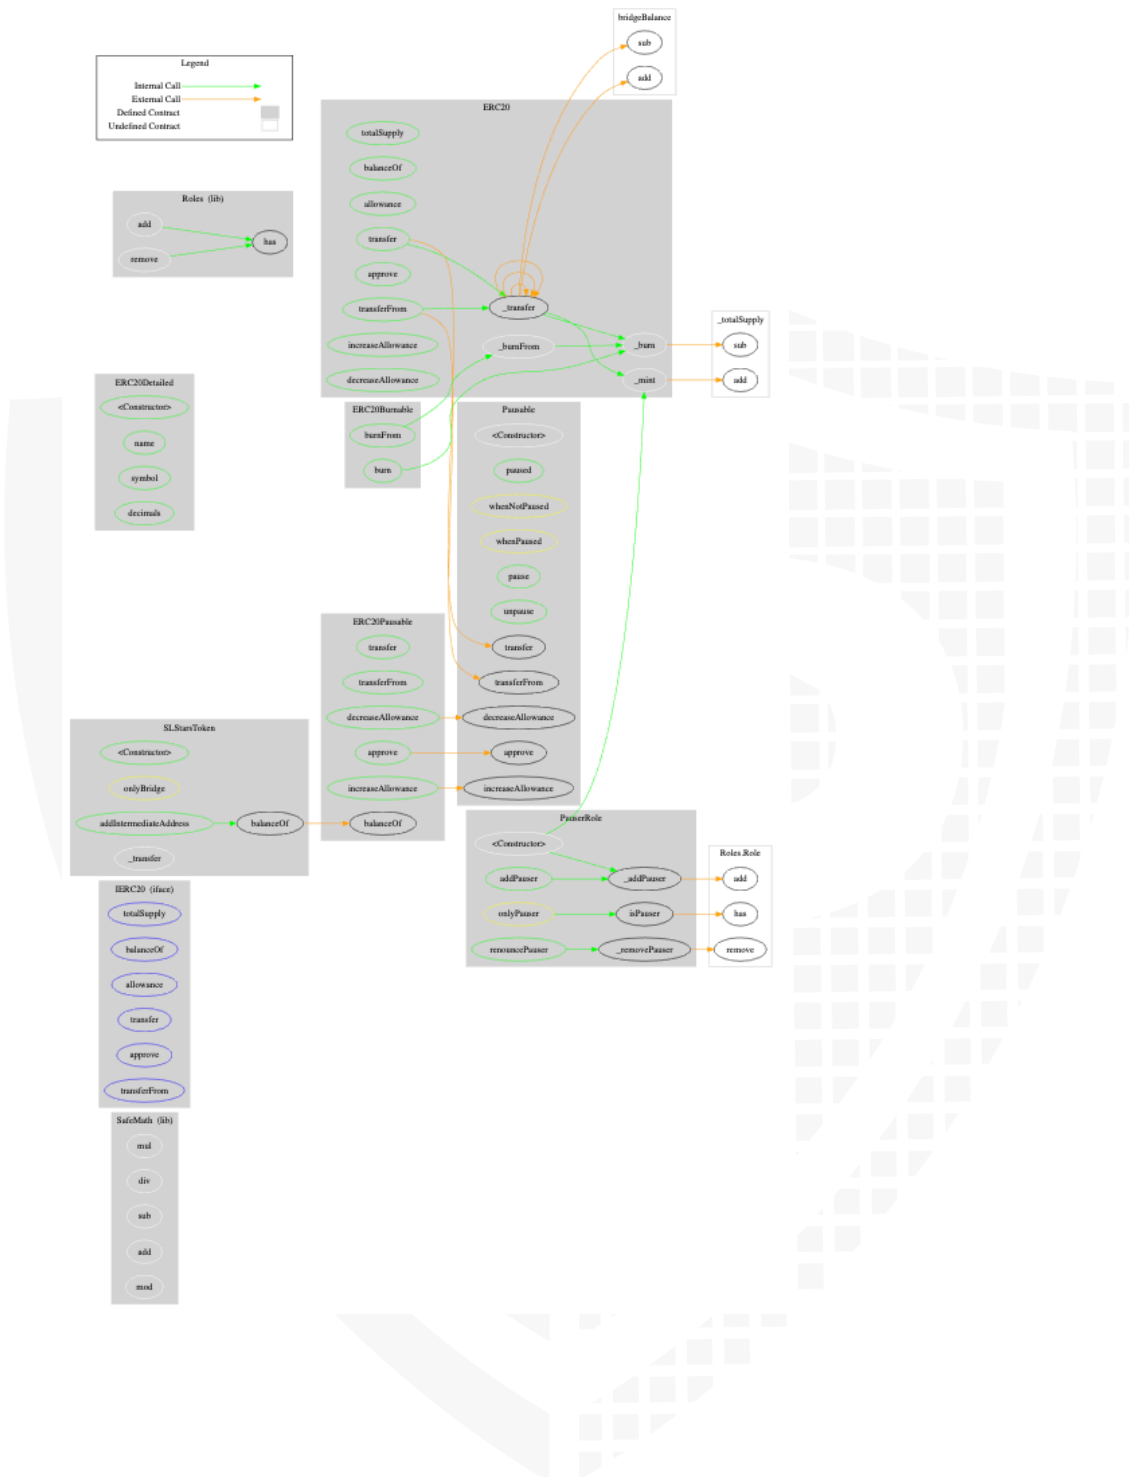 bridgeBalance
sub
add
Legend
Internal Call
External Call
Defined Contract
Undefined Contract
ERC20
totalSupply
balanceOf
allowance
transfer
approve
transferFrom
increaseAllowance
decreaseAllowance
_transfer
_burnFrom
_burn
_mint
_totalSupply
sub
add
Roles (lib)
add
remove
has
ERC20Detailed
<Constructor>
name
symbol
decimals
ERC20Burnable
burnFrom
burn
Pausable
<Constructor>
paused
whenNotPaused
whenPaused
pause
unpause
transfer
transferFrom
decreaseAllowance
approve
increaseAllowance
ERC20Pausable
transfer
transferFrom
decreaseAllowance
approve
increaseAllowance
balanceOf
SLStarsToken
<Constructor>
onlyBridge
addIntermediateAddress
balanceOf
_transfer
PauserRole
<Constructor>
addPauser
onlyPauser
renouncePauser
_addPauser
isPauser
_removePauser
Roles.Role
add
has
remove
IERC20 (iface)
totalSupply
balanceOf
allowance
transfer
approve
transferFrom
SafeMath (lib)
mul
div
sub
add
mod